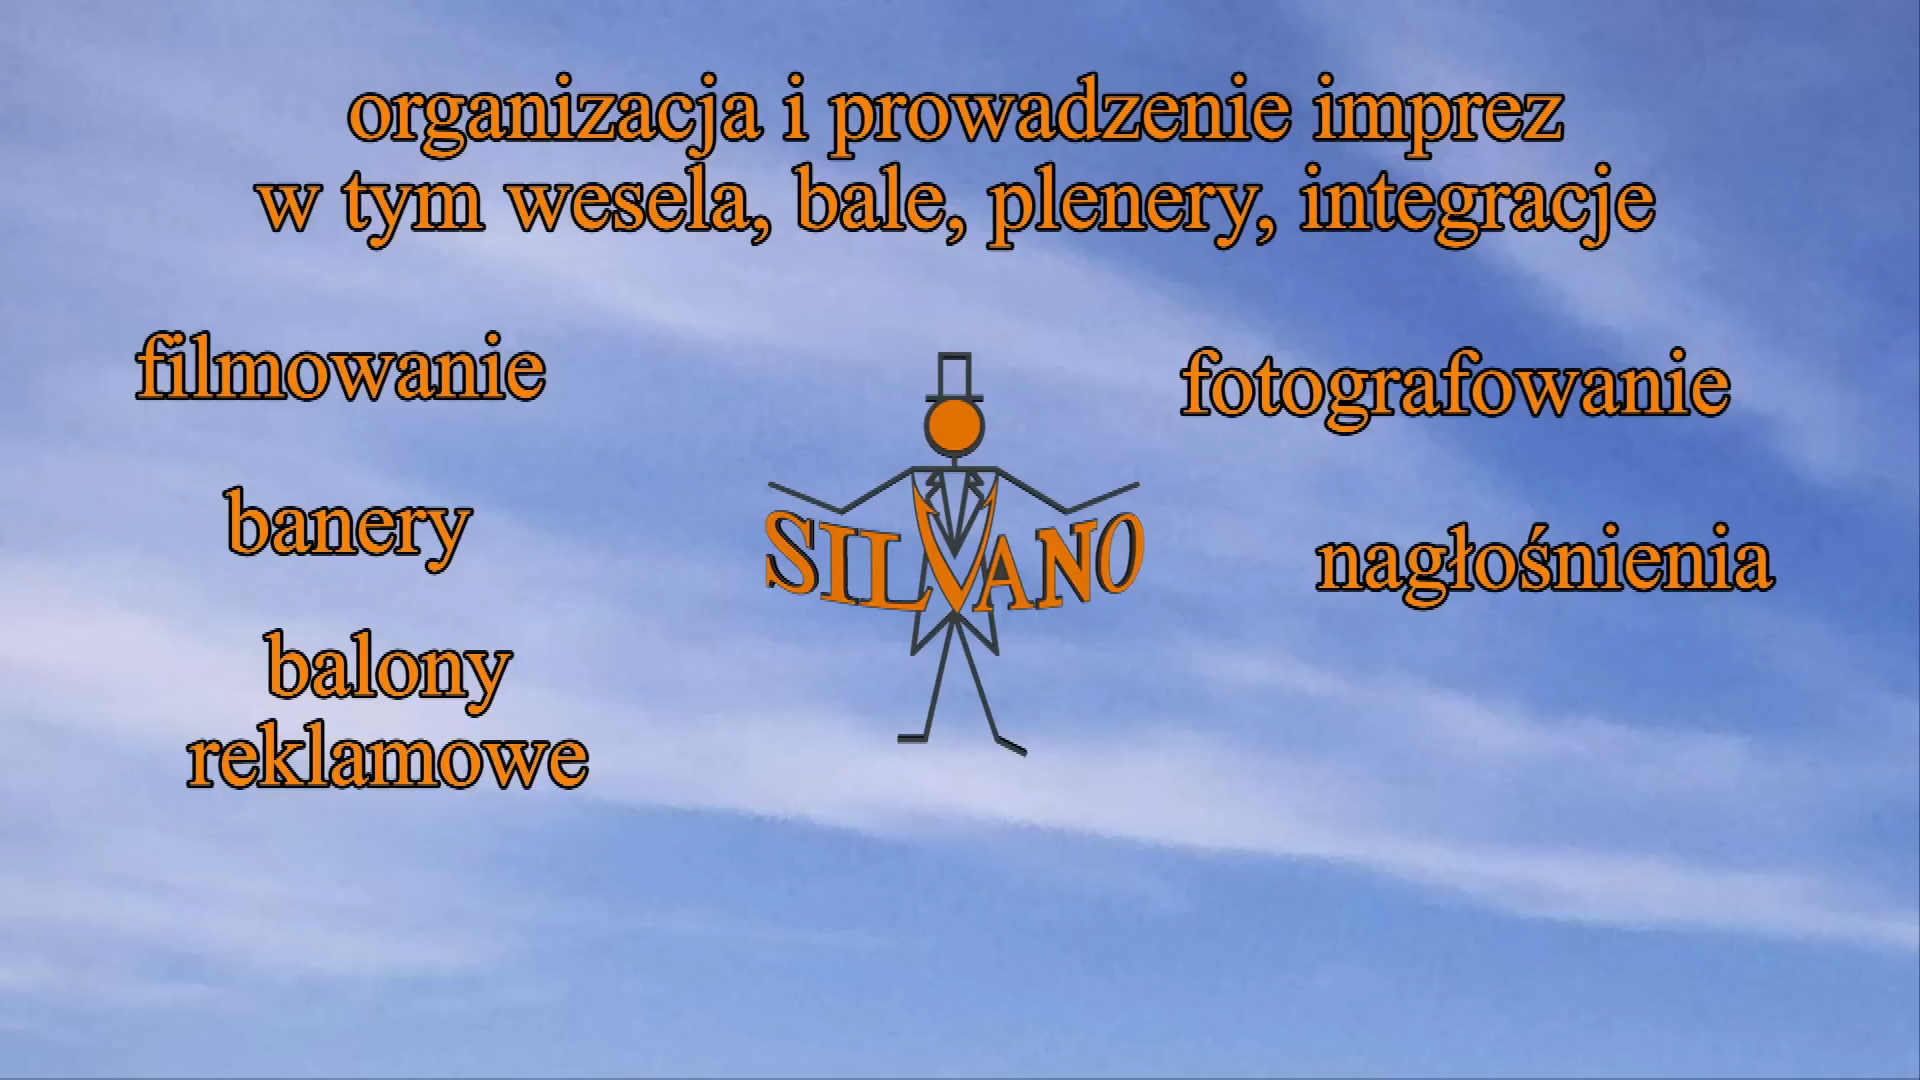 organizacja i prowadzenie imprez
w tym wesela, bale, plenery, integracje
filmowanie
fotografowanie
banery
SILVANO
nagłośnienia
balony
reklamowe